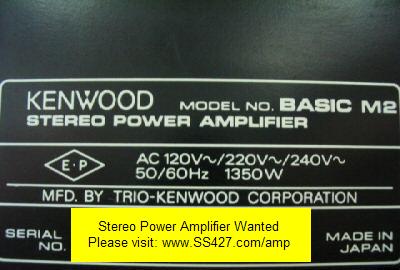 KENWOOD MODEL NO. BASIC M2
STEREO POWER AMPLIFIER
E·P
AC 120V~/220V~/240V~
50/60Hz 1350W
MFD. BY TRIO-KENWOOD CORPORATION
SERIAL NO.
MADE IN JAPAN
Stereo Power Amplifier Wanted
Please visit: www.SS427.com/amp